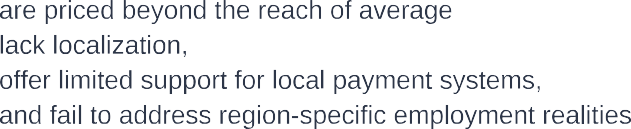 are priced beyond the reach of average
lack localization,
offer limited support for local payment systems,
and fail to address region-specific employment realities